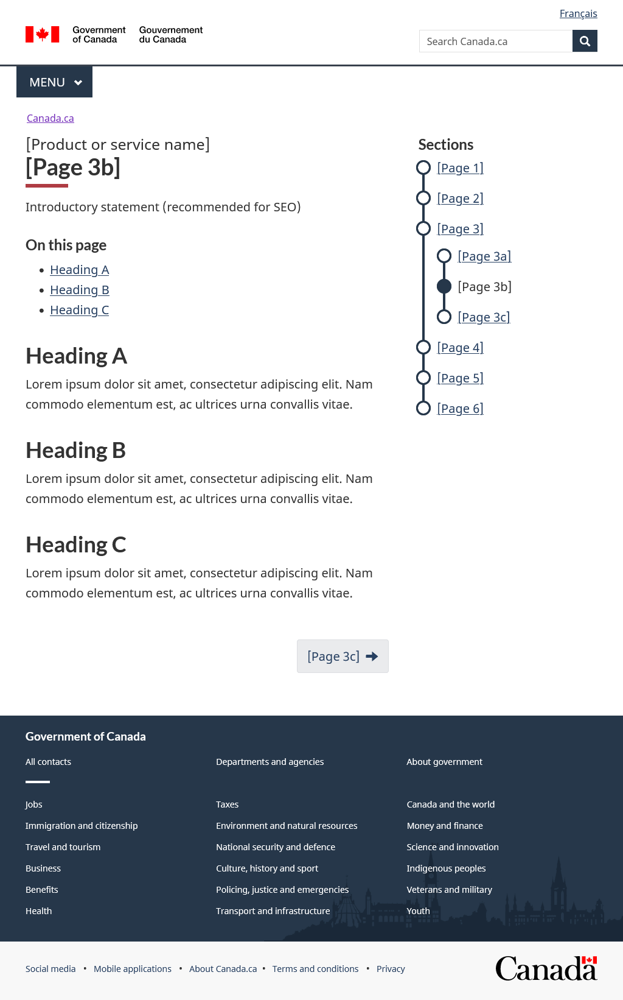 Français
Government of Canada
Gouvernement du Canada
Search Canada.ca
MENU
Canada.ca
[Product or service name]
[Page 3b]
Introductory statement (recommended for SEO)
On this page
• Heading A
• Heading B
• Heading C
Heading A
Lorem ipsum dolor sit amet, consectetur adipiscing elit. Nam
commodo elementum est, ac ultrices urna convallis vitae.
Heading B
Lorem ipsum dolor sit amet, consectetur adipiscing elit. Nam
commodo elementum est, ac ultrices urna convallis vitae.
Heading C
Lorem ipsum dolor sit amet, consectetur adipiscing elit. Nam
commodo elementum est, ac ultrices urna convallis vitae.
[Page 3c]
Sections
[Page 1]
[Page 2]
[Page 3]
[Page 3a]
[Page 3b]
[Page 3c]
[Page 4]
[Page 5]
[Page 6]
Government of Canada
All contacts
Departments and agencies
About government
Jobs
Taxes
Canada and the world
Immigration and citizenship
Environment and natural resources
Money and finance
Travel and tourism
National security and defence
Science and innovation
Business
Culture, history and sport
Indigenous peoples
Benefits
Policing, justice and emergencies
Veterans and military
Health
Transport and infrastructure
Youth
Social media • Mobile applications • About Canada.ca • Terms and conditions • Privacy
Canada